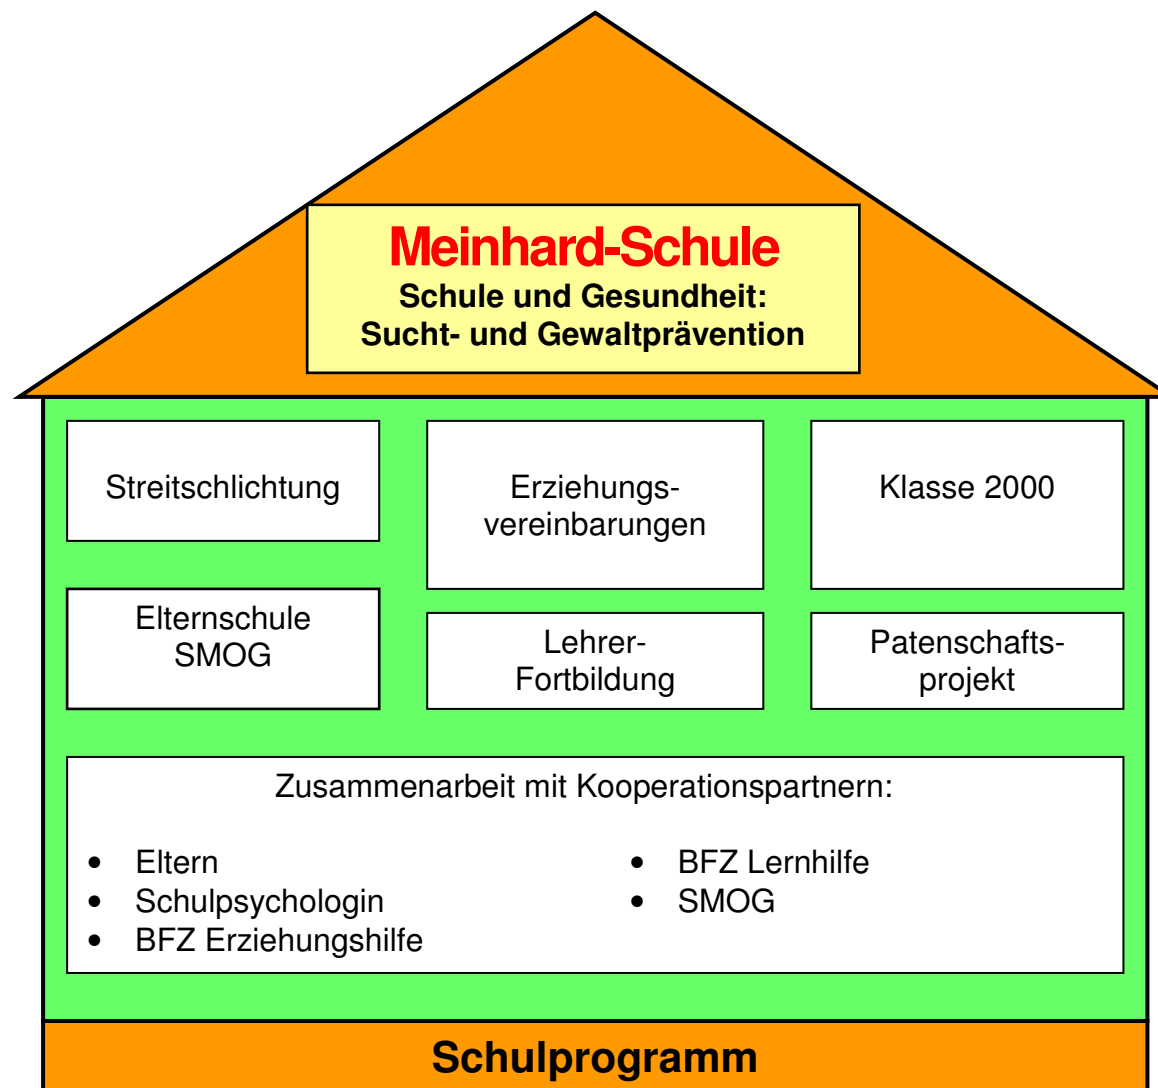 Meinhard-Schule
Schule und Gesundheit:
Sucht- und Gewaltprävention
Streitschlichtung
Erziehungs-
vereinbarungen
Klasse 2000
Elternschule
SMOG
Lehrer-
Fortbildung
Patenschafts-
projekt
Zusammenarbeit mit Kooperationspartnern:
• Eltern
• Schulpsychologin
• BFZ Erziehungshilfe
• BFZ Lernhilfe
• SMOG
Schulprogramm